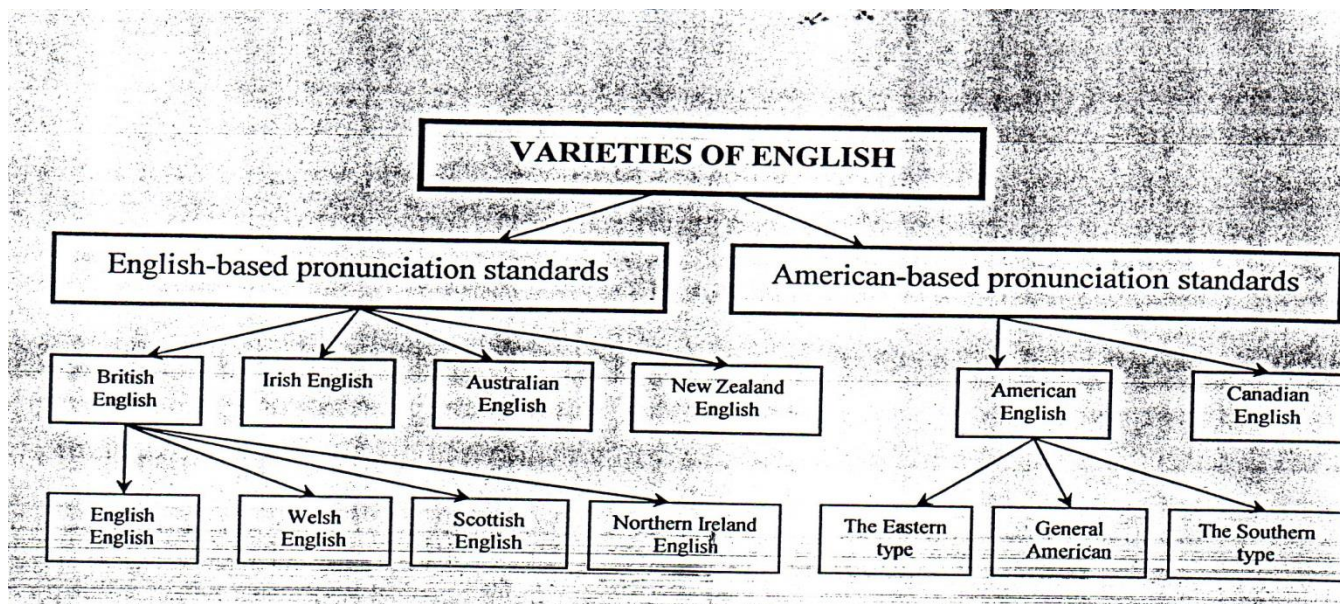 VARIETIES OF ENGLISH
English-based pronunciation standards
American-based pronunciation standards
British
English
Irish English
Australian
English
New Zealand
English
American
English
Canadian
English
English
English
Welsh
English
Scottish
English
Northern Ireland
English
The Eastern
type
General
American
The Southern
type